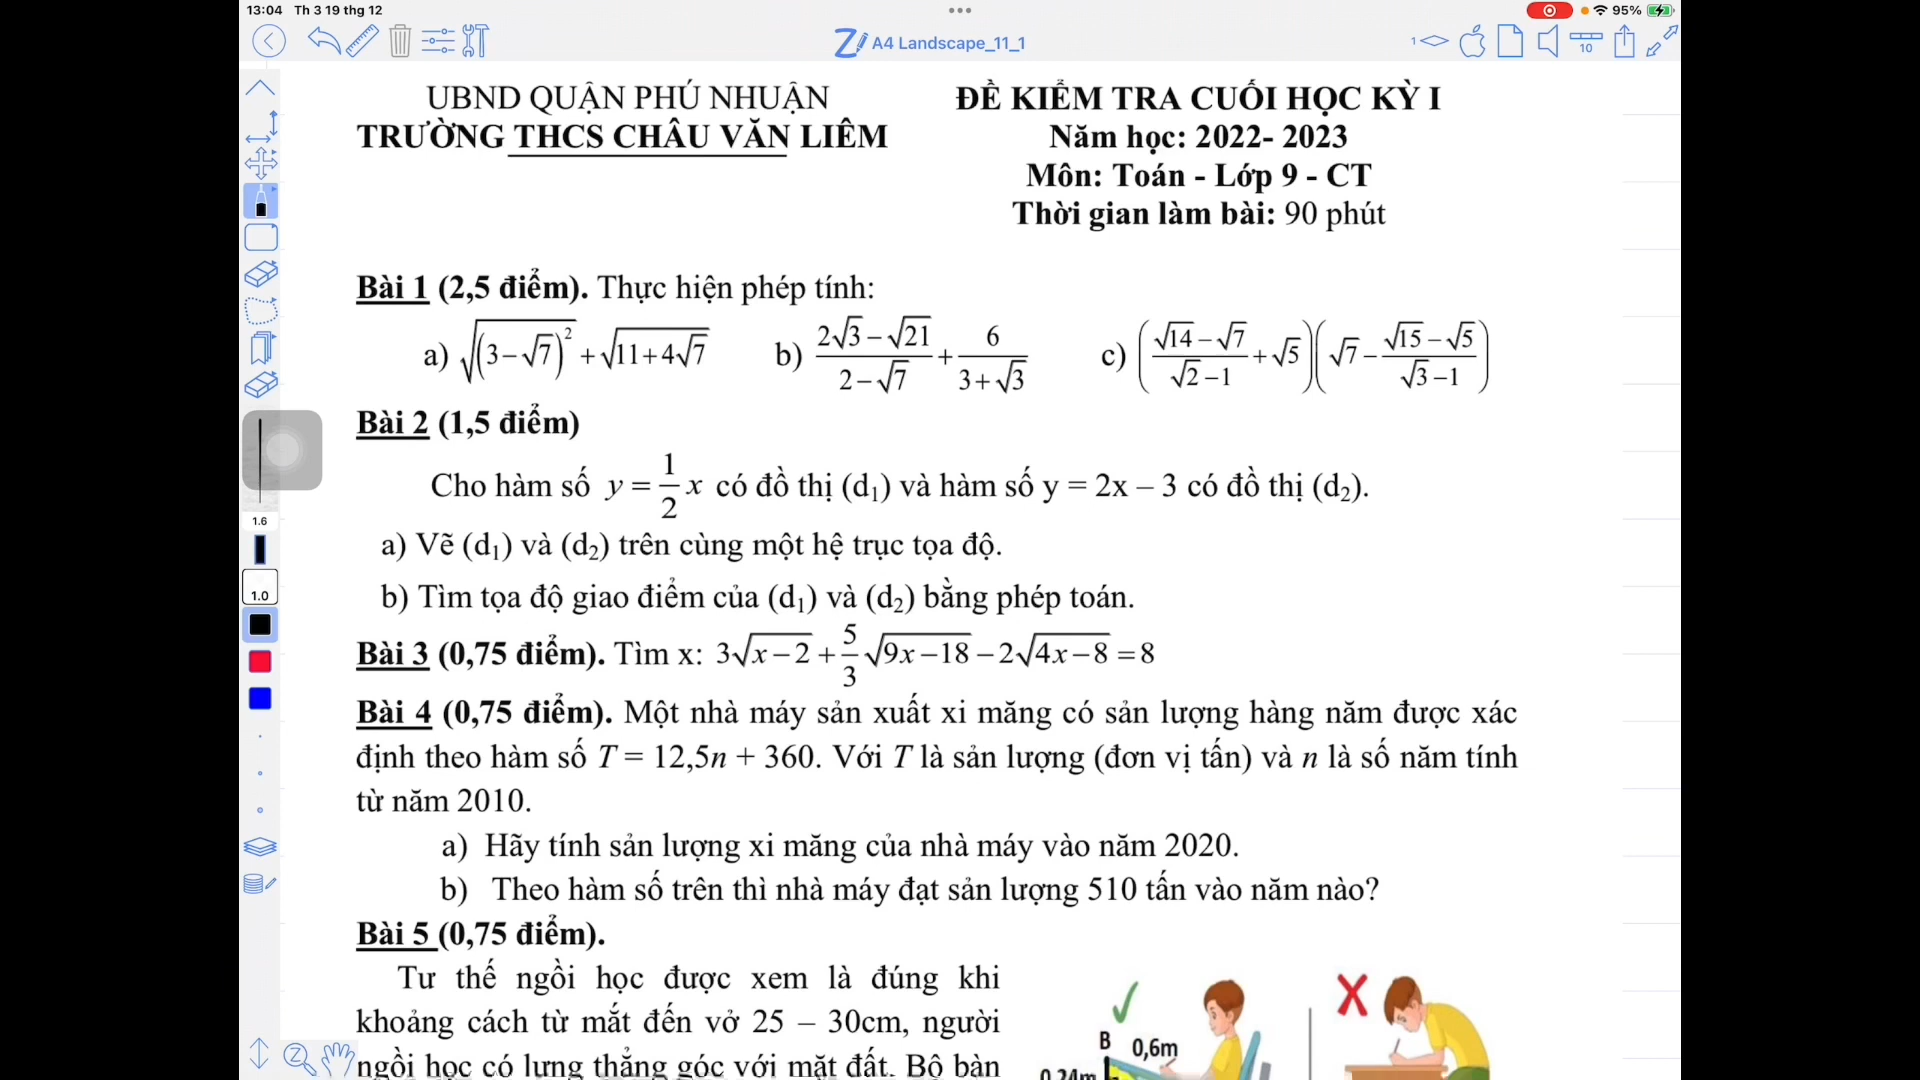 13:04 Th 3 19 thg 12
95%
A4 Landscape_11_1
1
10
UBND QUẬN PHÚ NHUẬN
TRƯỜNG THCS CHÂU VĂN LIÊM
ĐỀ KIỂM TRA CUỐI HỌC KỲ I
Năm học: 2022- 2023
Môn: Toán - Lớp 9 - CT
Thời gian làm bài: 90 phút
Bài 1 (2,5 điểm). Thực hiện phép tính:
a) √((3−√7)²) + √(11+4√7) b) (2√3−√21)/(2−√7) + 6/(3+√3) c) ((√14−√7)/(√2−1) + √5)(√7 − (√15−√5)/(√3−1))
Bài 2 (1,5 điểm)
Cho hàm số y = 1/2 x có đồ thị (d₁) và hàm số y = 2x – 3 có đồ thị (d₂).
a) Vẽ (d₁) và (d₂) trên cùng một hệ trục tọa độ.
b) Tìm tọa độ giao điểm của (d₁) và (d₂) bằng phép toán.
Bài 3 (0,75 điểm). Tìm x: 3√(x−2) + 5/3 √(9x−18) − 2√(4x−8) = 8
Bài 4 (0,75 điểm). Một nhà máy sản xuất xi măng có sản lượng hàng năm được xác
định theo hàm số T = 12,5n + 360. Với T là sản lượng (đơn vị tấn) và n là số năm tính
từ năm 2010.
a) Hãy tính sản lượng xi măng của nhà máy vào năm 2020.
b) Theo hàm số trên thì nhà máy đạt sản lượng 510 tấn vào năm nào?
Bài 5 (0,75 điểm).
Tư thế ngồi học được xem là đúng khi
khoảng cách từ mắt đến vở 25 – 30cm, người
ngồi học có lưng thẳng góc với mặt đất. Bộ bàn
B 0,6m
0,24m
1.6
1.0